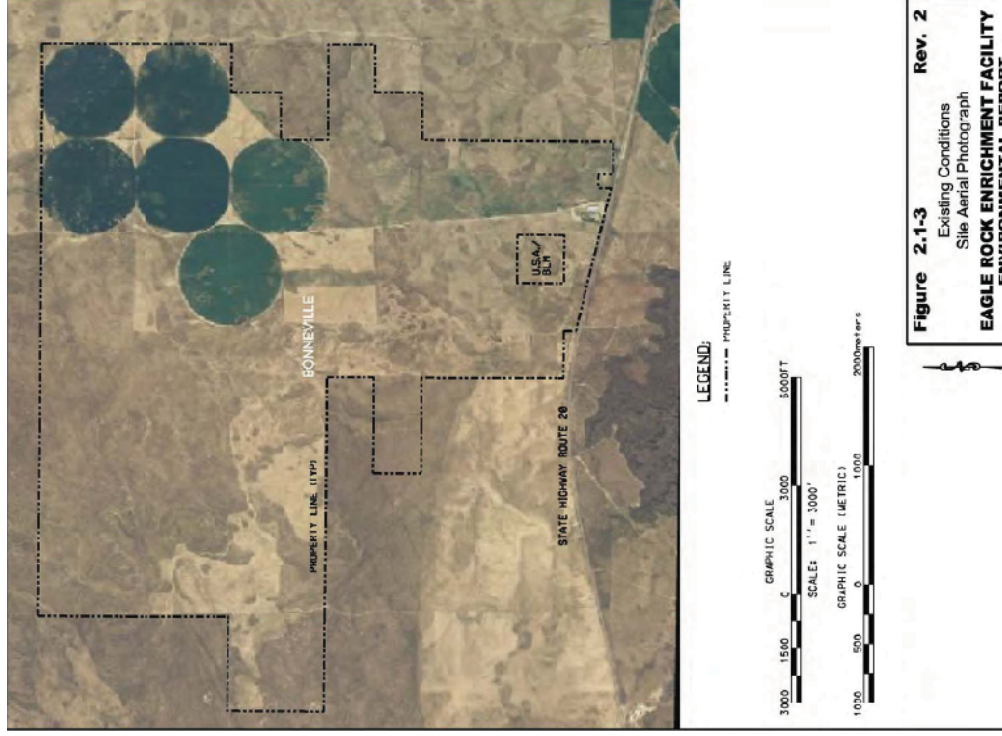 BONNEVILLE
PROPERTY LINE (TYP)
U.S.A./
BLM
STATE HIGHWAY ROUTE 20
LEGEND:
PROPERTY LINE
GRAPHIC SCALE
3000 1500 0 3000 6000FT
SCALE: 1'' = 3000'
GRAPHIC SCALE (METRIC)
1000 500 0 1000 2000meters
Figure 2.1-3 Rev. 2
Existing Conditions
Site Aerial Photograph
EAGLE ROCK ENRICHMENT FACILITY
ENVIRONMENTAL REPORT